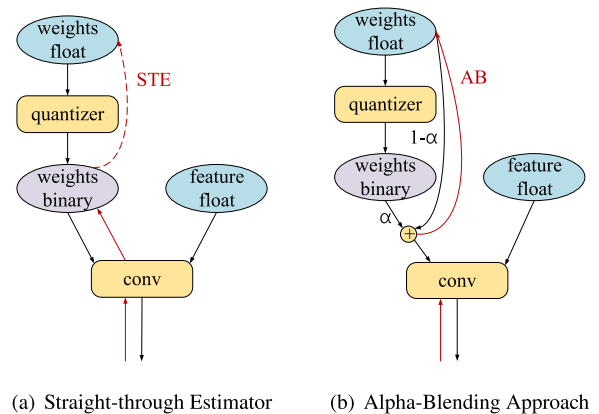 weights
float
STE
quantizer
weights
binary
feature
float
conv
(a) Straight-through Estimator
weights
float
AB
quantizer
1-α
weights
binary
feature
float
α
+
conv
(b) Alpha-Blending Approach